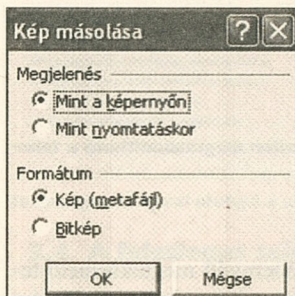 Kép másolása
Megjelenés
Mint a képernyőn
Mint nyomtatáskor
Formátum
Kép (metafájl)
Bitkép
OK Mégse